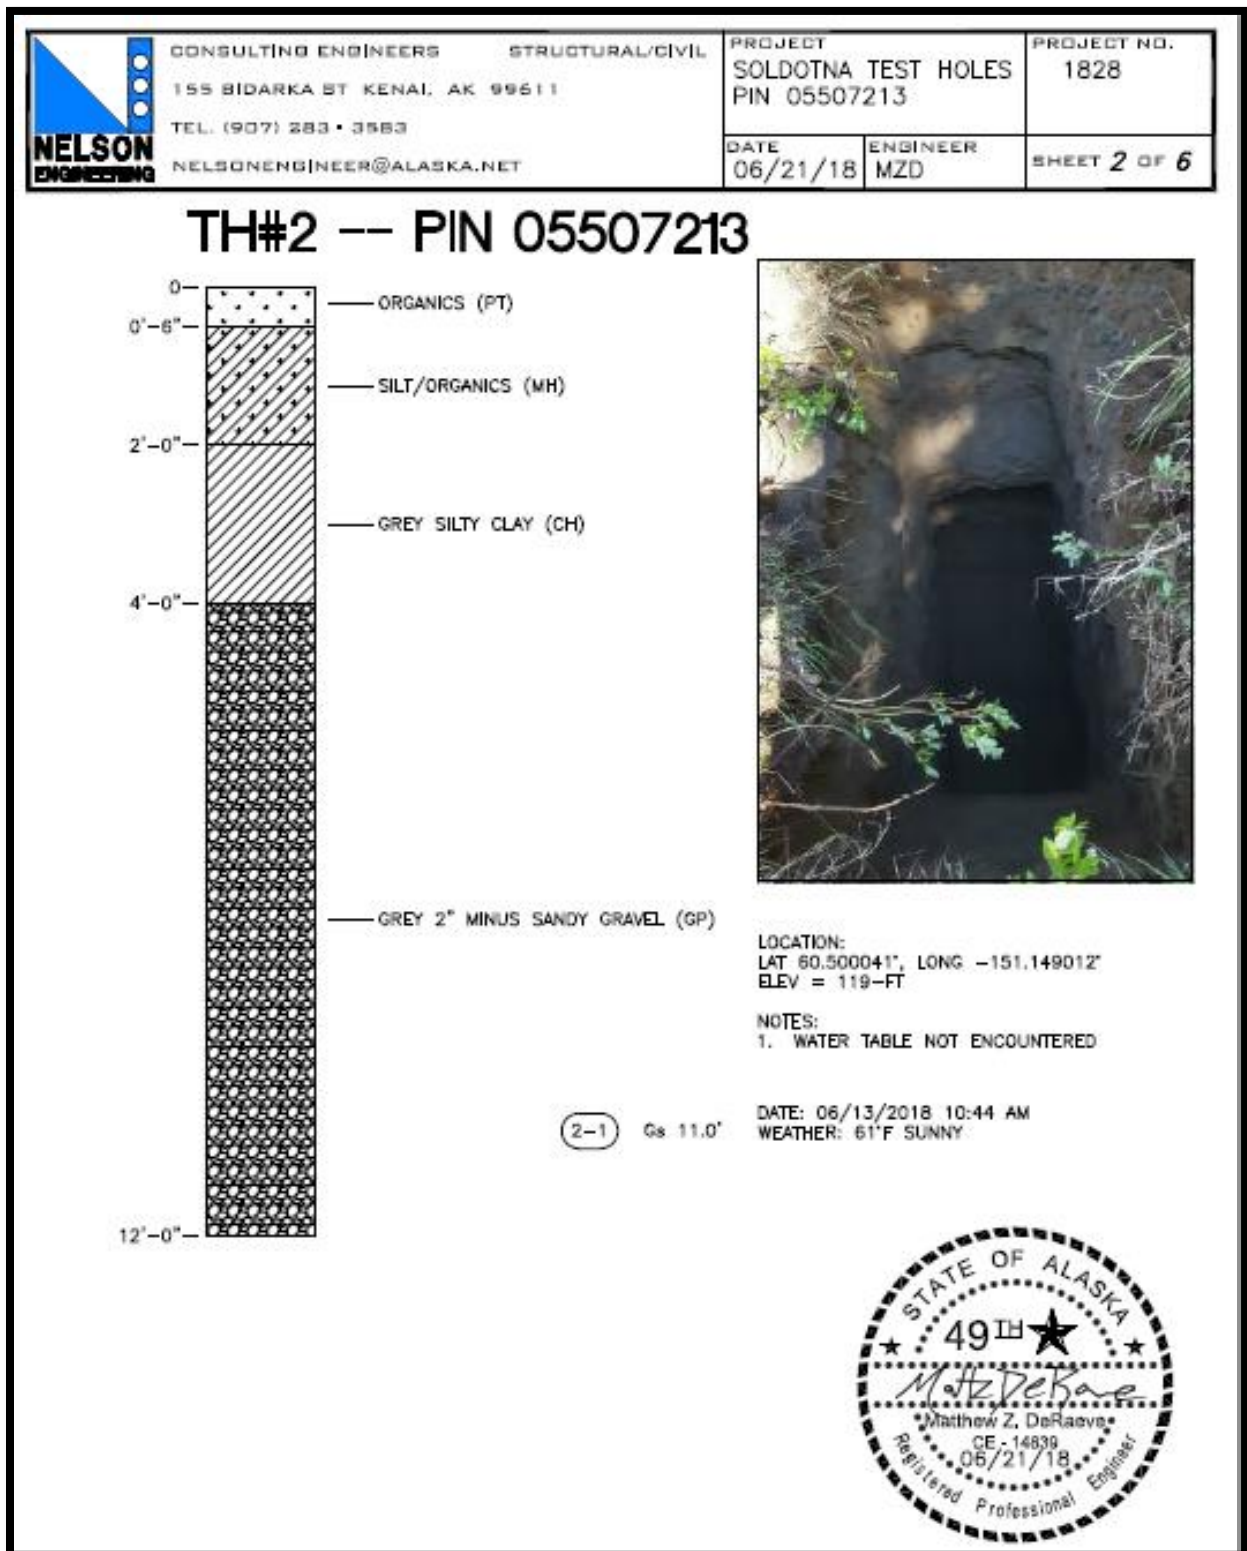 CONSULTING ENGINEERS STRUCTURAL/CIVIL
155 BIDARKA ST KENAI, AK 99611
TEL. (907) 283 • 3583
NELSONENGINEER@ALASKA.NET
NELSON
ENGINEERING
PROJECT
SOLDOTNA TEST HOLES
PIN 05507213
PROJECT NO.
1828
DATE
06/21/18
ENGINEER
MZD
SHEET 2 OF 6
TH#2 -- PIN 05507213
0
ORGANICS (PT)
0'-6"
SILT/ORGANICS (MH)
2'-0"
GREY SILTY CLAY (CH)
4'-0"
GREY 2" MINUS SANDY GRAVEL (GP)
12'-0"
2-1 Gs 11.0'
LOCATION:
LAT 60.500041°, LONG -151.149012°
ELEV = 119-FT
NOTES:
1. WATER TABLE NOT ENCOUNTERED
DATE: 06/13/2018 10:44 AM
WEATHER: 61°F SUNNY
STATE OF ALASKA
49TH
Matthew Z. DeRaeve
CE - 14839
06/21/18
Registered Professional Engineer